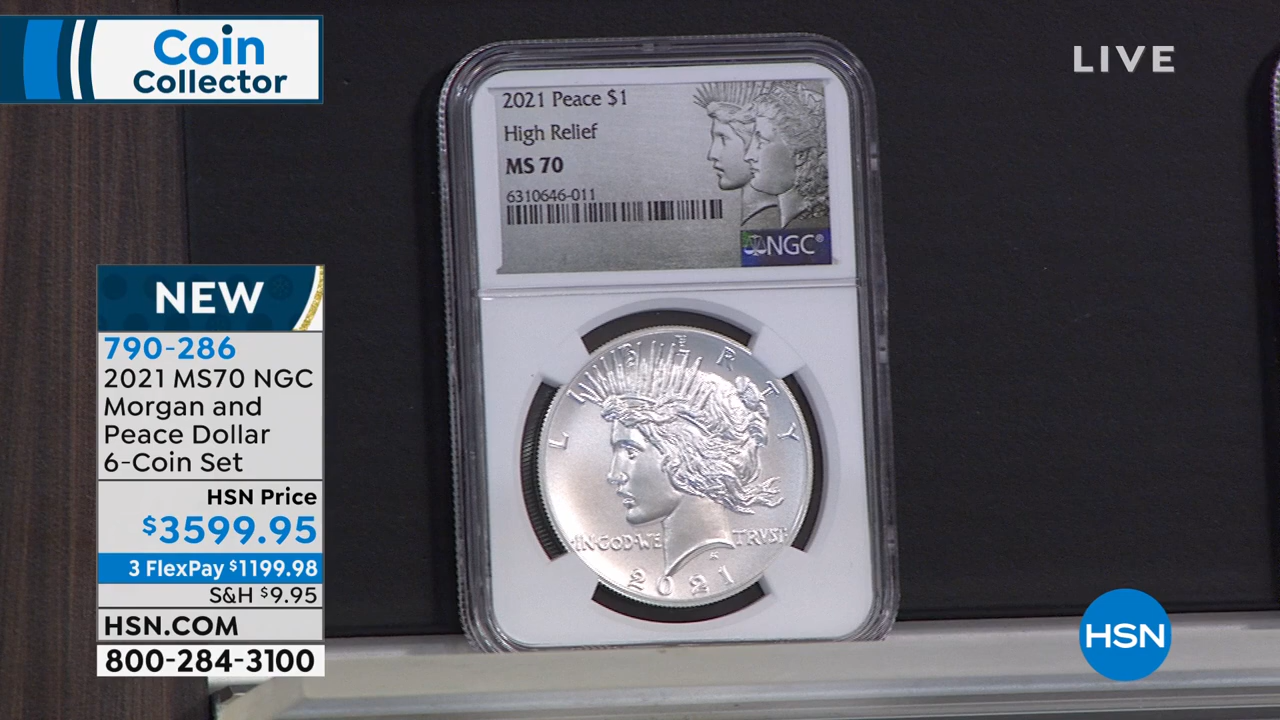 Coin
Collector
LIVE
2021 Peace $1
High Relief
MS 70
6310646-011
NGC®
LIBERTY
IN·GOD·WE TRVST
2021
NEW
790-286
2021 MS70 NGC
Morgan and
Peace Dollar
6-Coin Set
HSN Price
$3599.95
3 FlexPay $1199.98
S&H $9.95
HSN.COM
800-284-3100
HSN